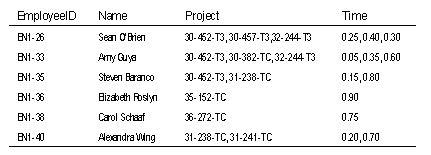 EmployeeID Name Project Time
EN1-26 Sean O'Brien 30-452-T3, 30-457-T3,32-244-T3 0.25, 0.40, 0.30
EN1-33 Amy Guya 30-452-T3, 30-382-TC, 32-244-T3 0.05, 0.35, 0.60
EN1-35 Steven Baranco 30-452-T3, 31-238-TC 0.15, 0.80
EN1-36 Elizabeth Roslyn 35-152-TC 0.90
EN1-38 Carol Schaaf 36-272-TC 0.75
EN1-40 Alexandra Wing 31-238-TC, 31-241-TC 0.20, 0.70